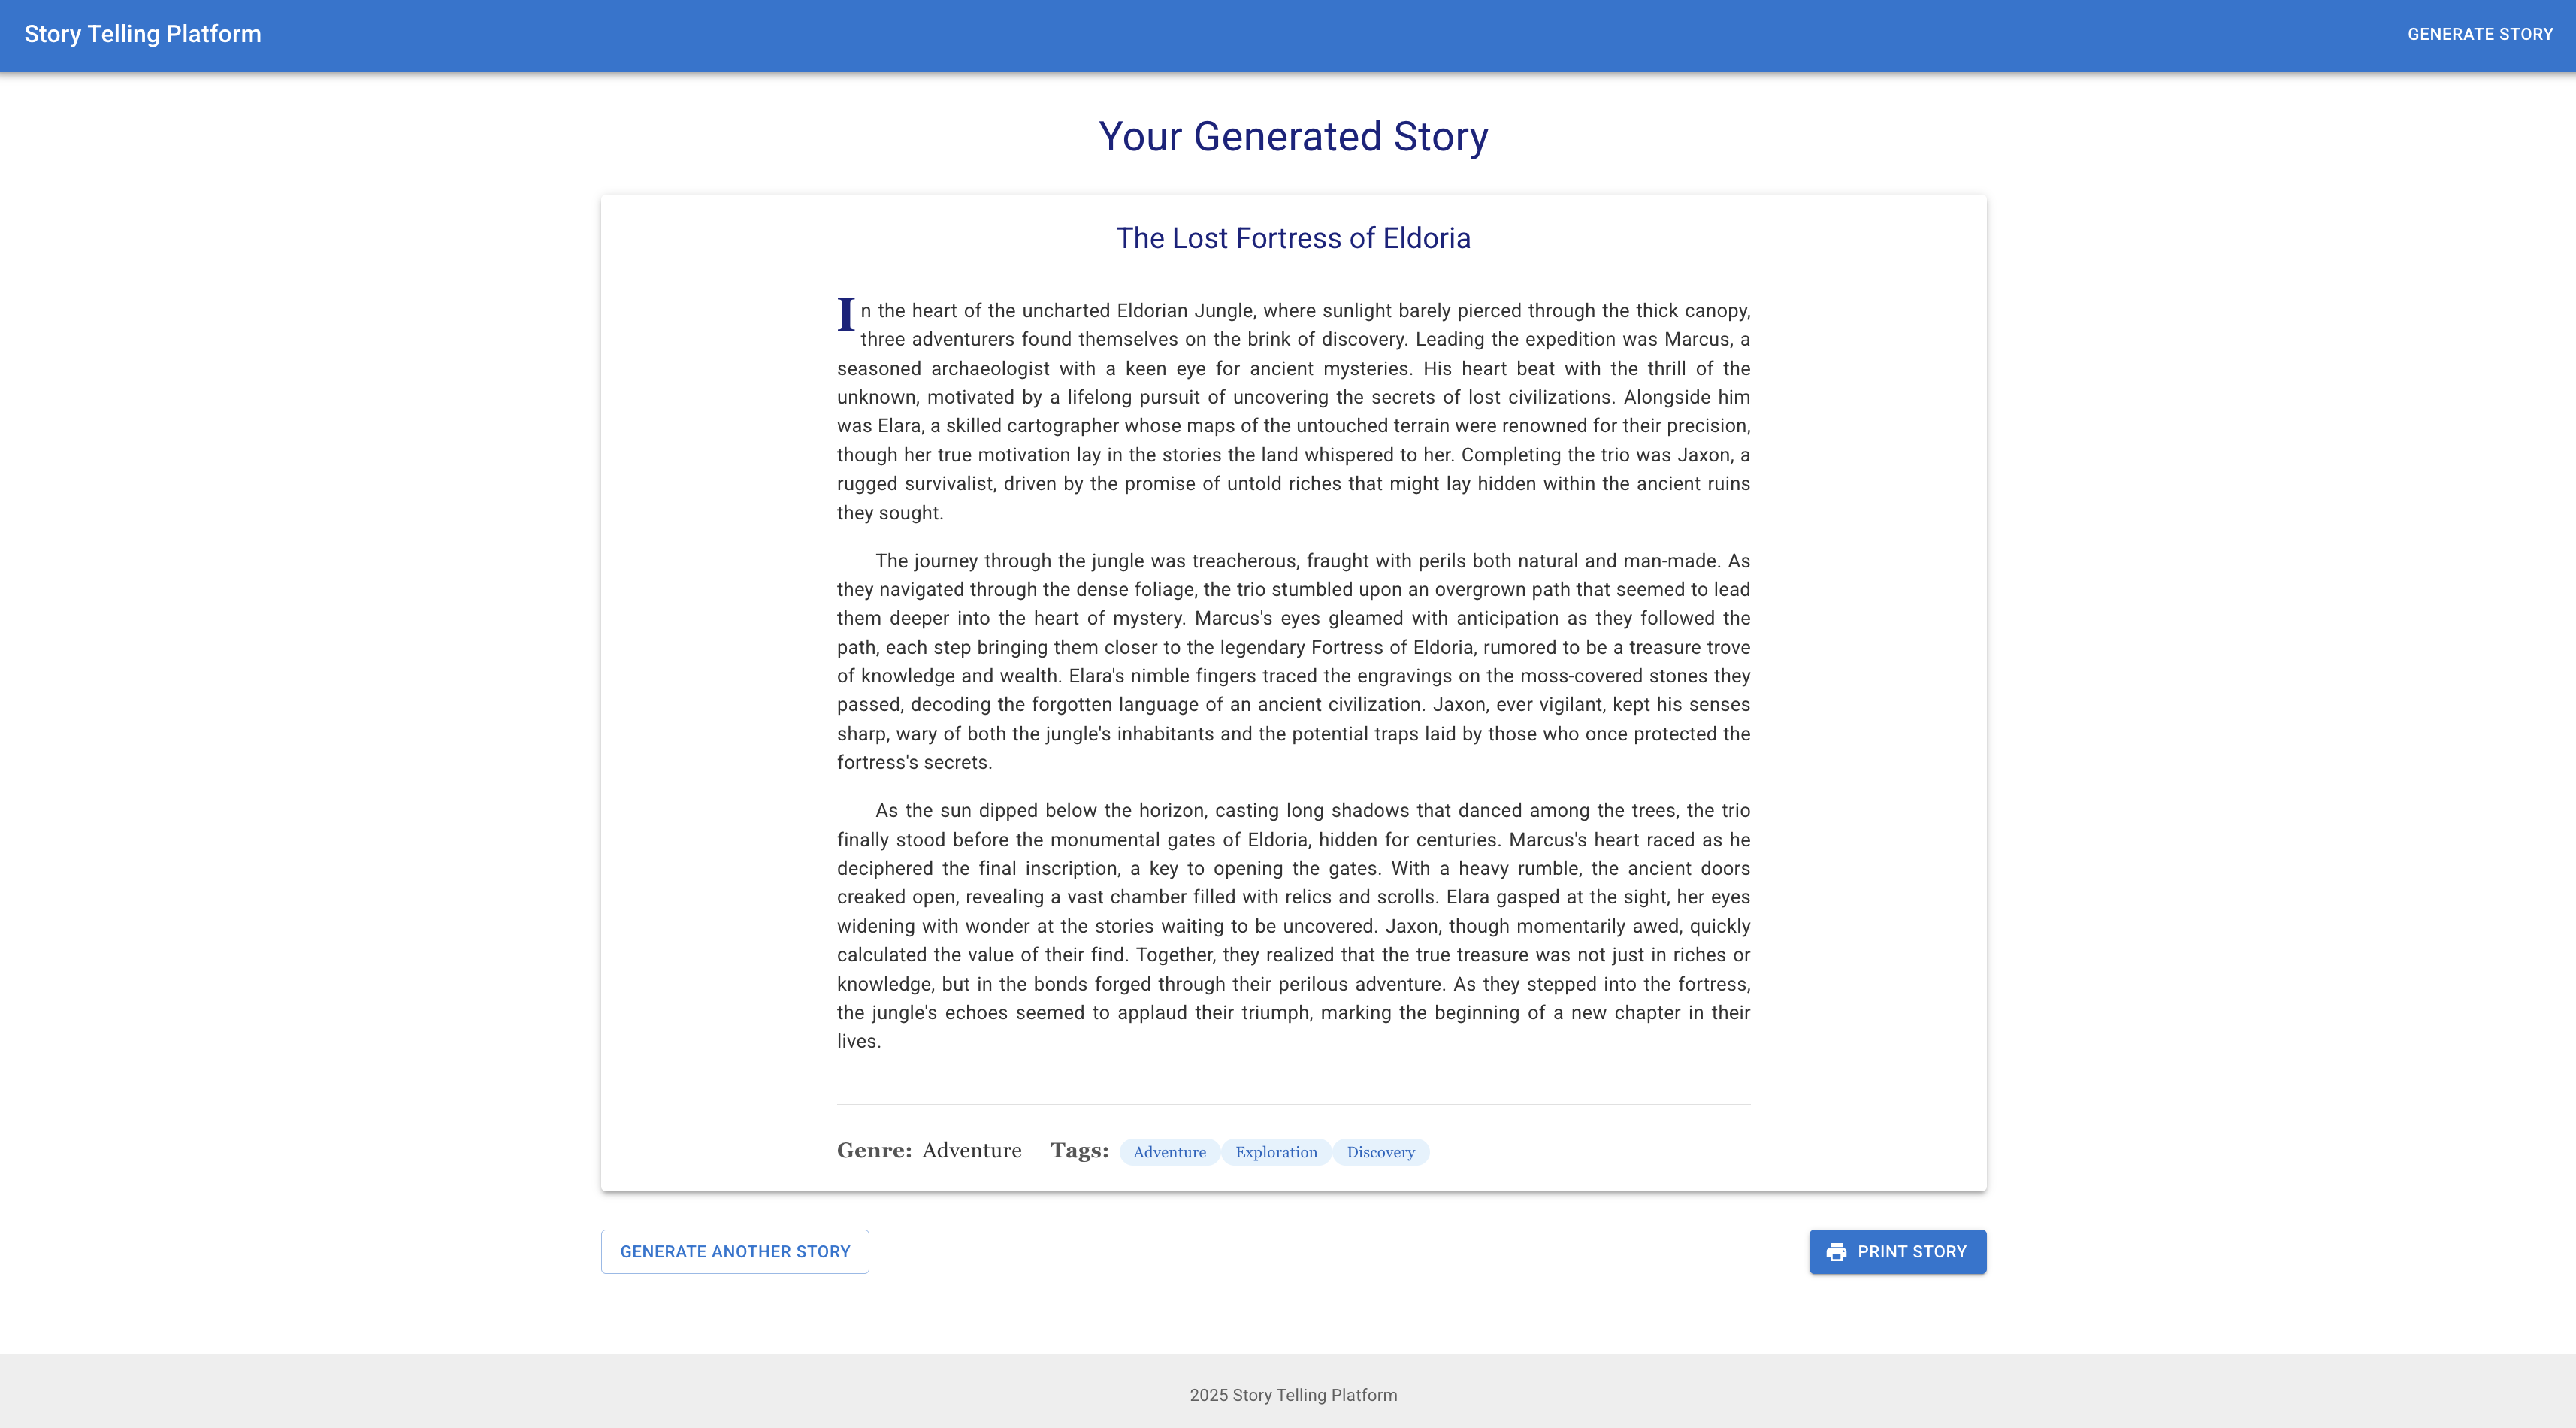 Story Telling Platform
GENERATE STORY
Your Generated Story
The Lost Fortress of Eldoria
In the heart of the uncharted Eldorian Jungle, where sunlight barely pierced through the thick canopy,
three adventurers found themselves on the brink of discovery. Leading the expedition was Marcus, a
seasoned archaeologist with a keen eye for ancient mysteries. His heart beat with the thrill of the
unknown, motivated by a lifelong pursuit of uncovering the secrets of lost civilizations. Alongside him
was Elara, a skilled cartographer whose maps of the untouched terrain were renowned for their precision,
though her true motivation lay in the stories the land whispered to her. Completing the trio was Jaxon, a
rugged survivalist, driven by the promise of untold riches that might lay hidden within the ancient ruins
they sought.
The journey through the jungle was treacherous, fraught with perils both natural and man-made. As
they navigated through the dense foliage, the trio stumbled upon an overgrown path that seemed to lead
them deeper into the heart of mystery. Marcus's eyes gleamed with anticipation as they followed the
path, each step bringing them closer to the legendary Fortress of Eldoria, rumored to be a treasure trove
of knowledge and wealth. Elara's nimble fingers traced the engravings on the moss-covered stones they
passed, decoding the forgotten language of an ancient civilization. Jaxon, ever vigilant, kept his senses
sharp, wary of both the jungle's inhabitants and the potential traps laid by those who once protected the
fortress's secrets.
As the sun dipped below the horizon, casting long shadows that danced among the trees, the trio
finally stood before the monumental gates of Eldoria, hidden for centuries. Marcus's heart raced as he
deciphered the final inscription, a key to opening the gates. With a heavy rumble, the ancient doors
creaked open, revealing a vast chamber filled with relics and scrolls. Elara gasped at the sight, her eyes
widening with wonder at the stories waiting to be uncovered. Jaxon, though momentarily awed, quickly
calculated the value of their find. Together, they realized that the true treasure was not just in riches or
knowledge, but in the bonds forged through their perilous adventure. As they stepped into the fortress,
the jungle's echoes seemed to applaud their triumph, marking the beginning of a new chapter in their
lives.
Genre: Adventure Tags: Adventure Exploration Discovery
GENERATE ANOTHER STORY
PRINT STORY
2025 Story Telling Platform